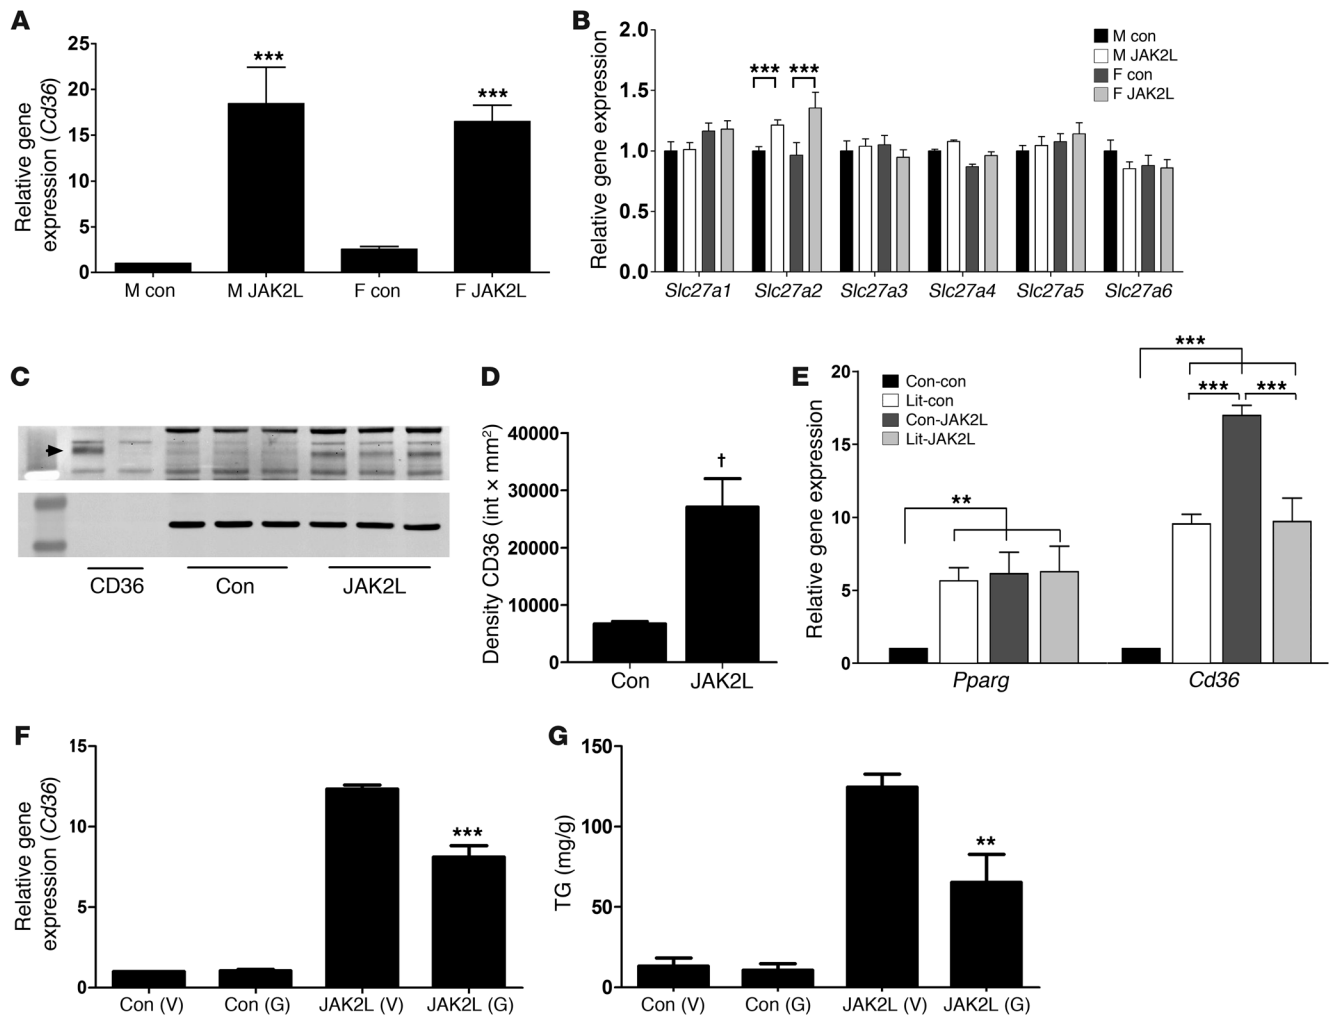 A
Relative gene
expression (Cd36)
25
20
15
10
5
0
***
***
M con
M JAK2L
F con
F JAK2L
B
Relative gene expression
2.0
1.5
1.0
0.5
0.0
*** ***
M con
M JAK2L
F con
F JAK2L
Slc27a1
Slc27a2
Slc27a3
Slc27a4
Slc27a5
Slc27a6
C
CD36
Con
JAK2L
D
Density CD36 (int × mm²)
40000
30000
20000
10000
0
†
Con
JAK2L
E
Relative gene expression
20
15
10
5
0
Con-con
Lit-con
Con-JAK2L
Lit-JAK2L
**
***
*** ***
Pparg
Cd36
F
Relative gene
expression (Cd36)
15
10
5
0
***
Con (V)
Con (G)
JAK2L (V)
JAK2L (G)
G
TG (mg/g)
150
100
50
0
**
Con (V)
Con (G)
JAK2L (V)
JAK2L (G)